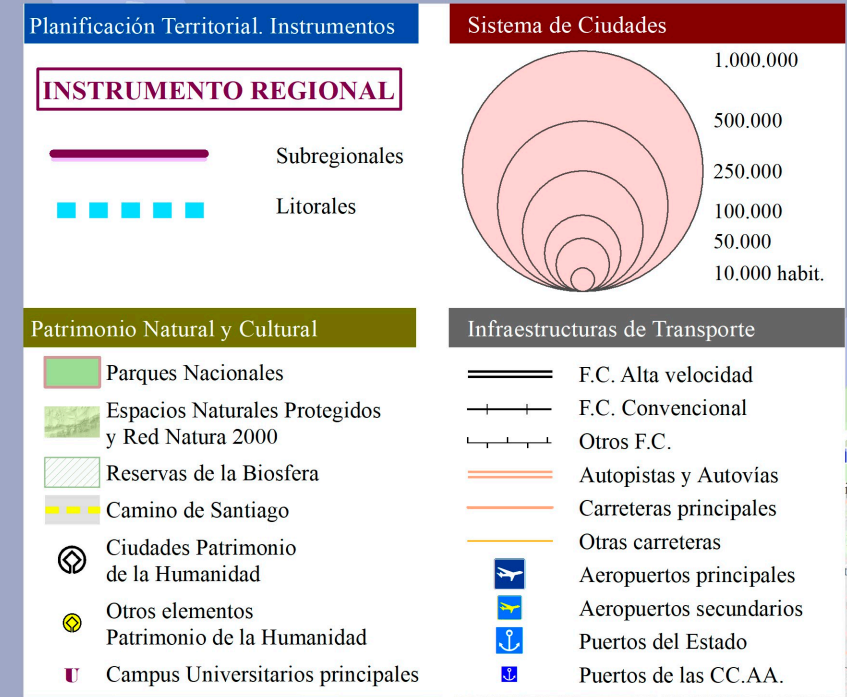 Planificación Territorial. Instrumentos
INSTRUMENTO REGIONAL
Subregionales
Litorales
Sistema de Ciudades
1.000.000
500.000
250.000
100.000
50.000
10.000 habit.
Patrimonio Natural y Cultural
Parques Nacionales
Espacios Naturales Protegidos
y Red Natura 2000
Reservas de la Biosfera
Camino de Santiago
Ciudades Patrimonio
de la Humanidad
Otros elementos
Patrimonio de la Humanidad
U Campus Universitarios principales
Infraestructuras de Transporte
F.C. Alta velocidad
F.C. Convencional
Otros F.C.
Autopistas y Autovías
Carreteras principales
Otras carreteras
Aeropuertos principales
Aeropuertos secundarios
Puertos del Estado
Puertos de las CC.AA.